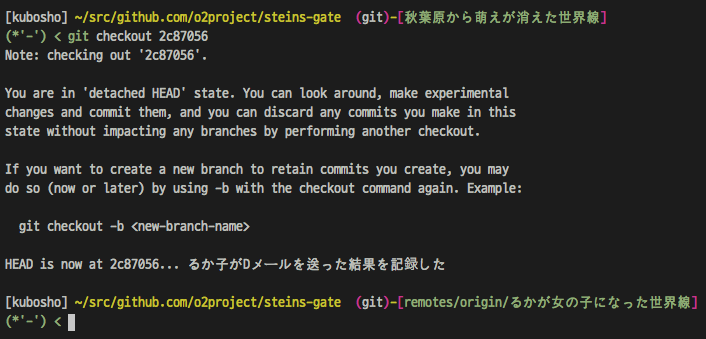 [kubosho] ~/src/github.com/o2project/steins-gate (git)-[秋葉原から萌えが消えた世界線]
(*'-') < git checkout 2c87056
Note: checking out '2c87056'.
You are in 'detached HEAD' state. You can look around, make experimental
changes and commit them, and you can discard any commits you make in this
state without impacting any branches by performing another checkout.
If you want to create a new branch to retain commits you create, you may
do so (now or later) by using -b with the checkout command again. Example:
git checkout -b <new-branch-name>
HEAD is now at 2c87056... るか子がDメールを送った結果を記録した
[kubosho] ~/src/github.com/o2project/steins-gate (git)-[remotes/origin/るかが女の子になった世界線]
(*'-') <